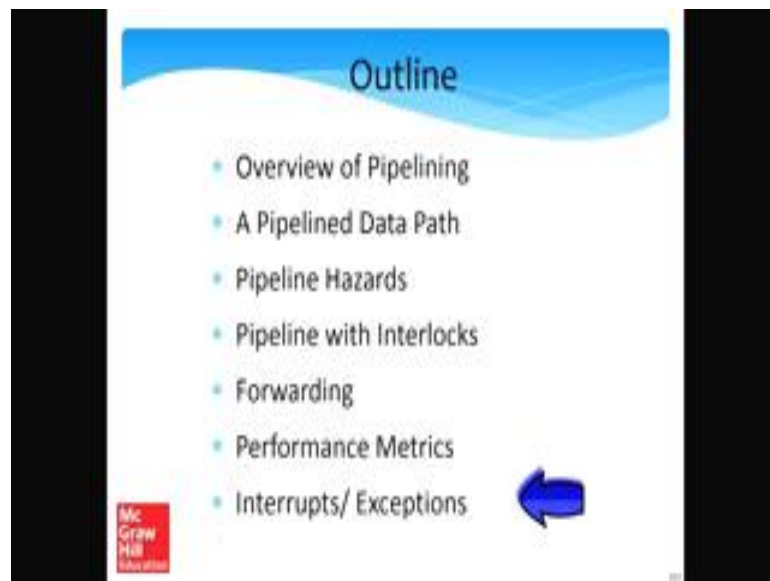 Outline
Overview of Pipelining
A Pipelined Data Path
Pipeline Hazards
Pipeline with Interlocks
Forwarding
Performance Metrics
Interrupts/ Exceptions
Mc
Graw
Hill
Education